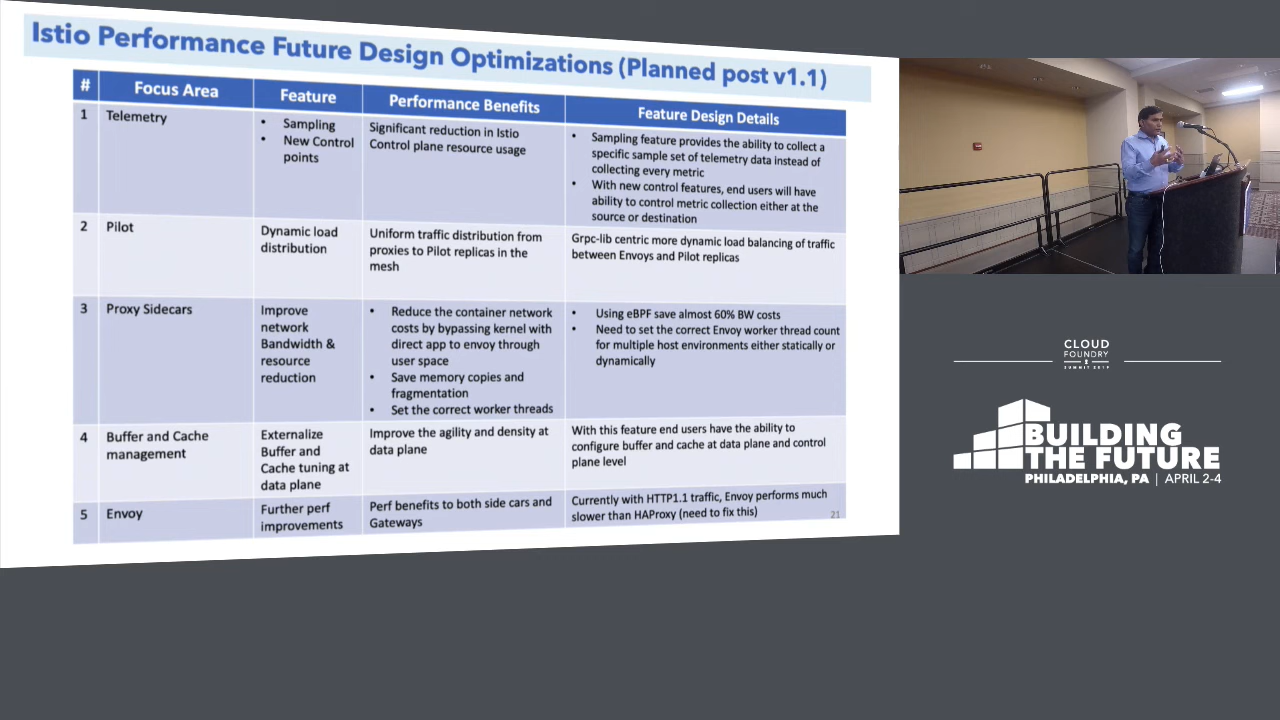 Istio Performance Future Design Optimizations (Planned post v1.1)
# Focus Area Feature Performance Benefits Feature Design Details
1 Telemetry
• Sampling
• New Control
points
Significant reduction in Istio
Control plane resource usage
• Sampling feature provides the ability to collect a
specific sample set of telemetry data instead of
collecting every metric
• With new control features, end users will have
ability to control metric collection either at the
source or destination
2 Pilot
Dynamic load
distribution
Uniform traffic distribution from
proxies to Pilot replicas in the
mesh
Grpc-lib centric more dynamic load balancing of traffic
between Envoys and Pilot replicas
3 Proxy Sidecars
Improve
network
Bandwidth &
resource
reduction
• Reduce the container network
costs by bypassing kernel with
direct app to envoy through
user space
• Save memory copies and
fragmentation
• Set the correct worker threads
• Using eBPF save almost 60% BW costs
• Need to set the correct Envoy worker thread count
for multiple host environments either statically or
dynamically
4 Buffer and Cache
management
Externalize
Buffer and
Cache tuning at
data plane
Improve the agility and density at
data plane
With this feature end users have the ability to
configure buffer and cache at data plane and control
plane level
5 Envoy
Further perf
improvements
Perf benefits to both side cars and
Gateways
Currently with HTTP1.1 traffic, Envoy performs much
slower than HAProxy (need to fix this)
21
CLOUD
FOUNDRY
SUMMIT 2019
BUILDING
THE FUTURE
PHILADELPHIA, PA | APRIL 2-4